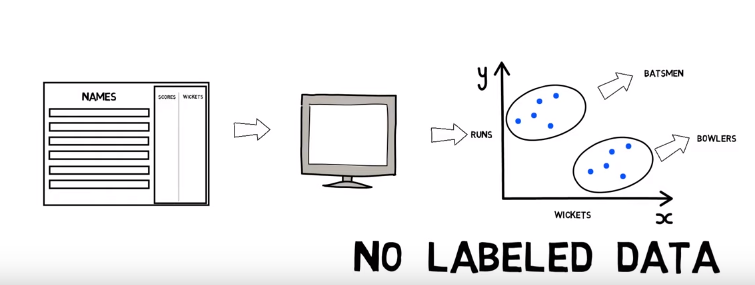 NAMES
SCORES WICKETS
RUNS
y
BATSMEN
BOWLERS
WICKETS
x
NO LABELED DATA